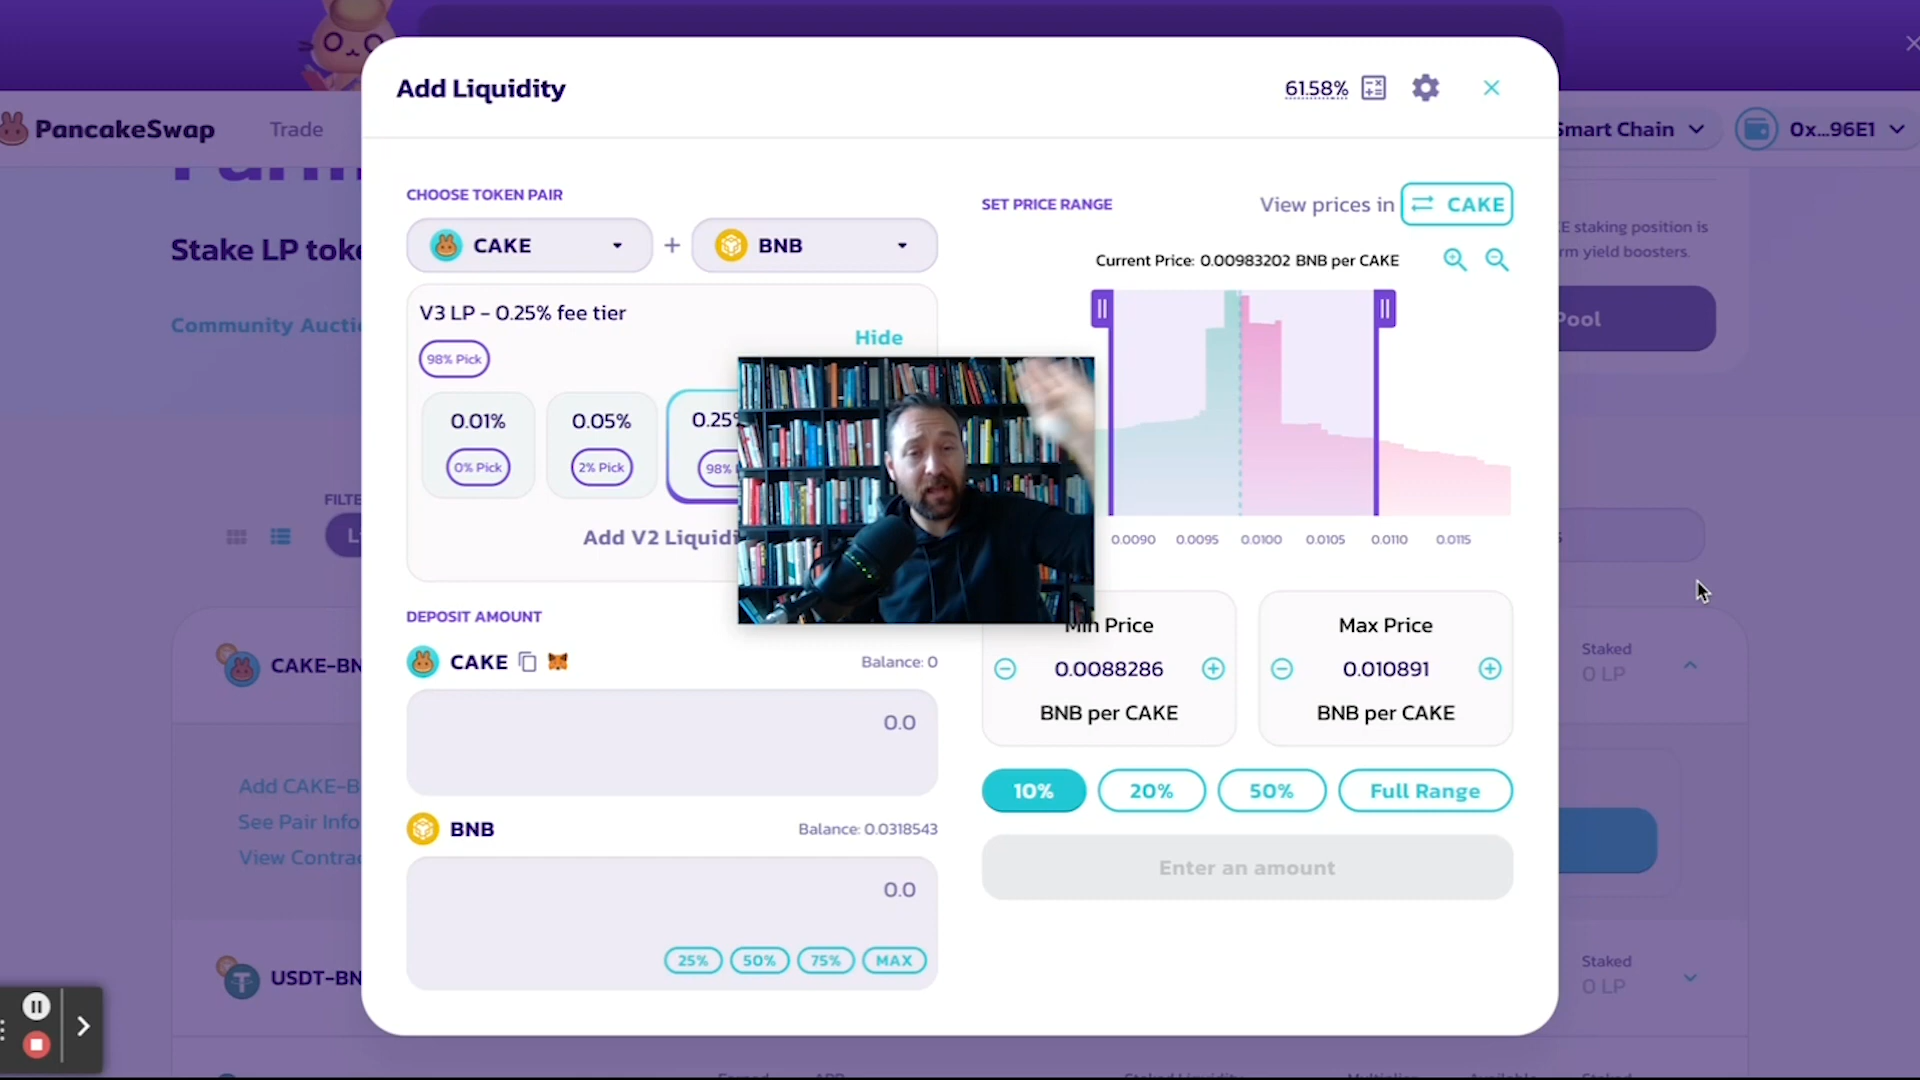 Add Liquidity
61.58%
PancakeSwap
Trade
Smart Chain
0x...96E1
Stake LP
Community
E staking position is
rm yield boosters.
Pool
CHOOSE TOKEN PAIR
CAKE
+
BNB
V3 LP - 0.25% fee tier
Hide
98% Pick
0.01%
0% Pick
0.05%
2% Pick
0.25%
98%
Add V2
SET PRICE RANGE
View prices in
CAKE
Current Price: 0.00983202 BNB per CAKE
0.0090
0.0095
0.0100
0.0105
0.0110
0.0115
DEPOSIT AMOUNT
CAKE
Balance: 0
0.0
BNB
Balance: 0.0318543
0.0
25%
50%
75%
MAX
Min Price
0.0088286
BNB per CAKE
Max Price
0.010891
BNB per CAKE
10%
20%
50%
Full Range
Enter an amount
CAKE-BN
Add CAKE-B
See Pair Info
View
Staked
0 LP
USDT-BN
Staked
0 LP